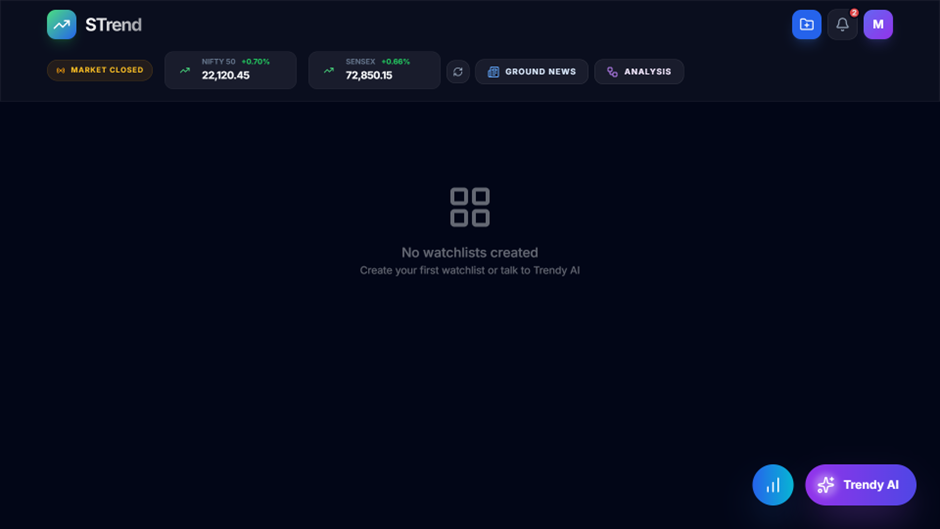 STrend
2
M
MARKET CLOSED
NIFTY 50 +0.70%
22,120.45
SENSEX +0.66%
72,850.15
GROUND NEWS
ANALYSIS
No watchlists created
Create your first watchlist or talk to Trendy AI
Trendy AI